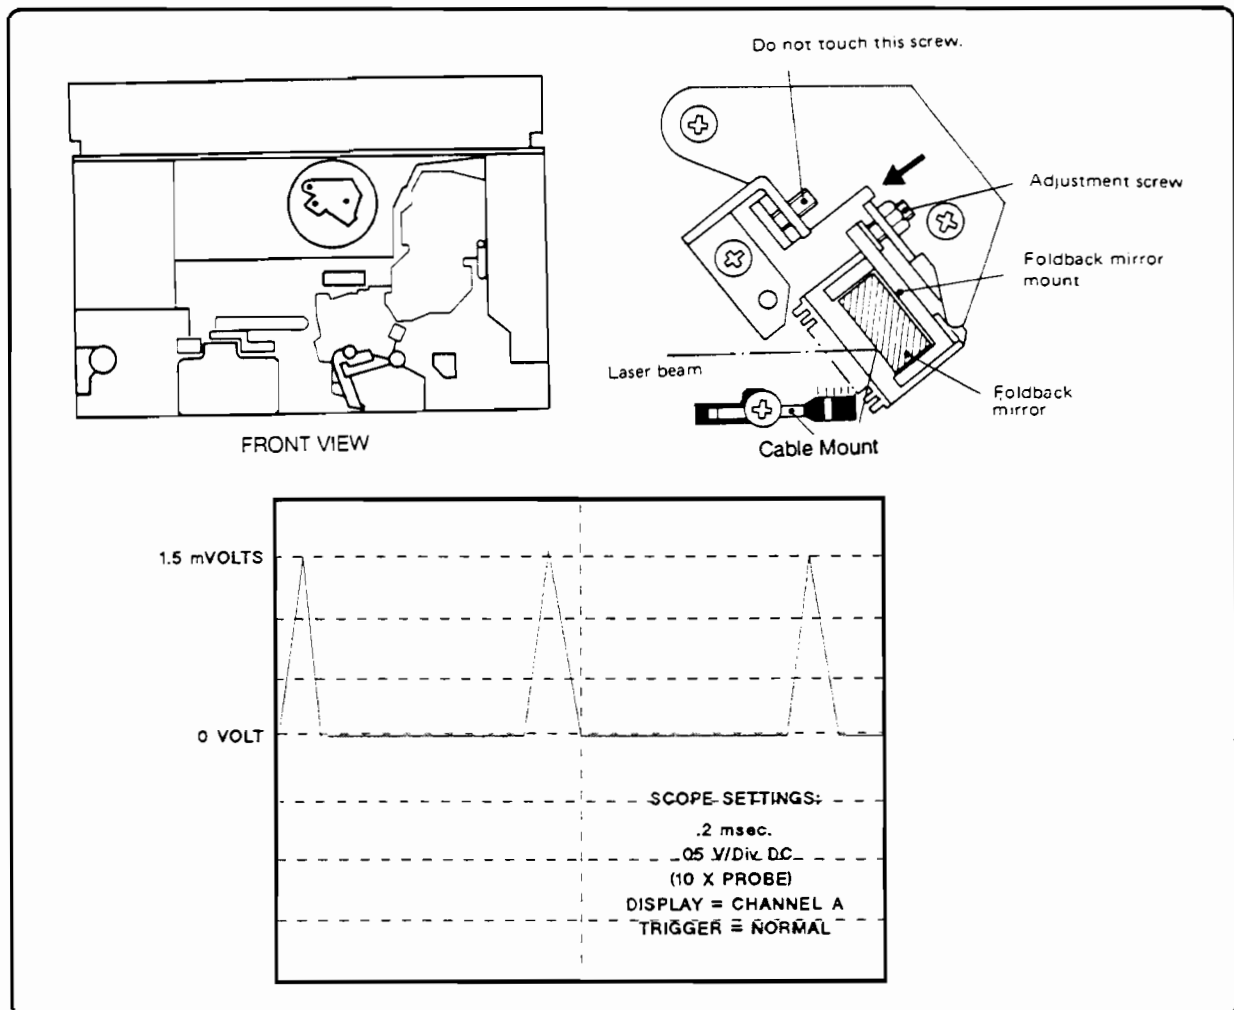 Do not touch this screw.
Adjustment screw
Foldback mirror
mount
Laser beam
Foldback
mirror
Cable Mount
FRONT VIEW
1.5 mVOLTS
0 VOLT
SCOPE SETTINGS:
.2 msec.
.05 V/Div DC
(10 X PROBE)
DISPLAY = CHANNEL A
TRIGGER = NORMAL